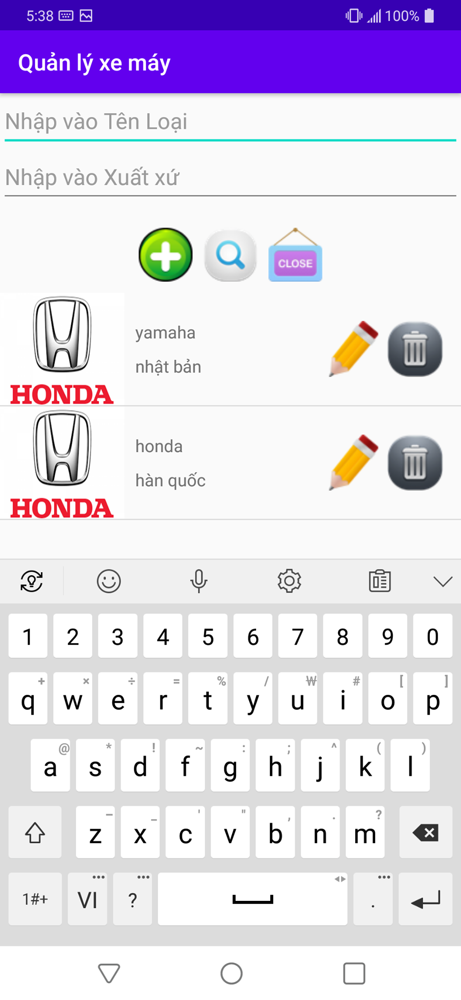 5:38 100%
Quản lý xe máy
Nhập vào Tên Loại
Nhập vào Xuất xứ
CLOSE
HONDA
yamaha
nhật bản
HONDA
honda
hàn quốc
1 2 3 4 5 6 7 8 9 0
+ × ÷ = % / ₩ # [ ]
q w e r t y u i o p
@ * ! ~ : ; ^ ( )
a s d f g h j k l
– _ ' " , . ?
z x c v b n m
1#+ VI ? .